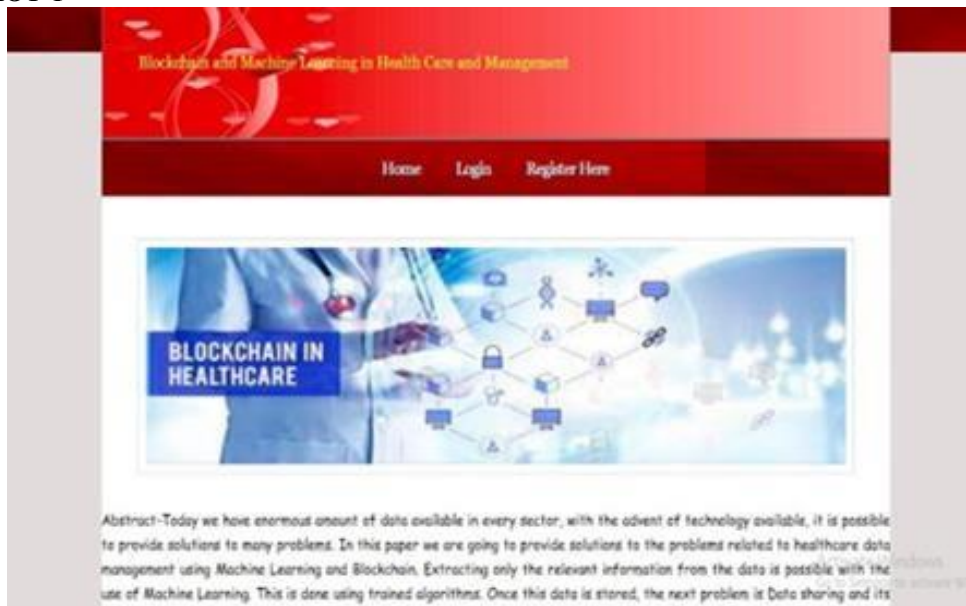 Blockchain and Machine Learning in Health Care and Management
Home Login Register Here
BLOCKCHAIN IN
HEALTHCARE
Abstract-Today we have enormous amount of data available in every sector, with the advent of technology available, it is possible
to provide solutions to many problems. In this paper we are going to provide solutions to the problems related to healthcare data
management using Machine Learning and Blockchain. Extracting only the relevant information from the data is possible with the
use of Machine Learning. This is done using trained algorithms. Once this data is stored, the next problem is Data sharing and its